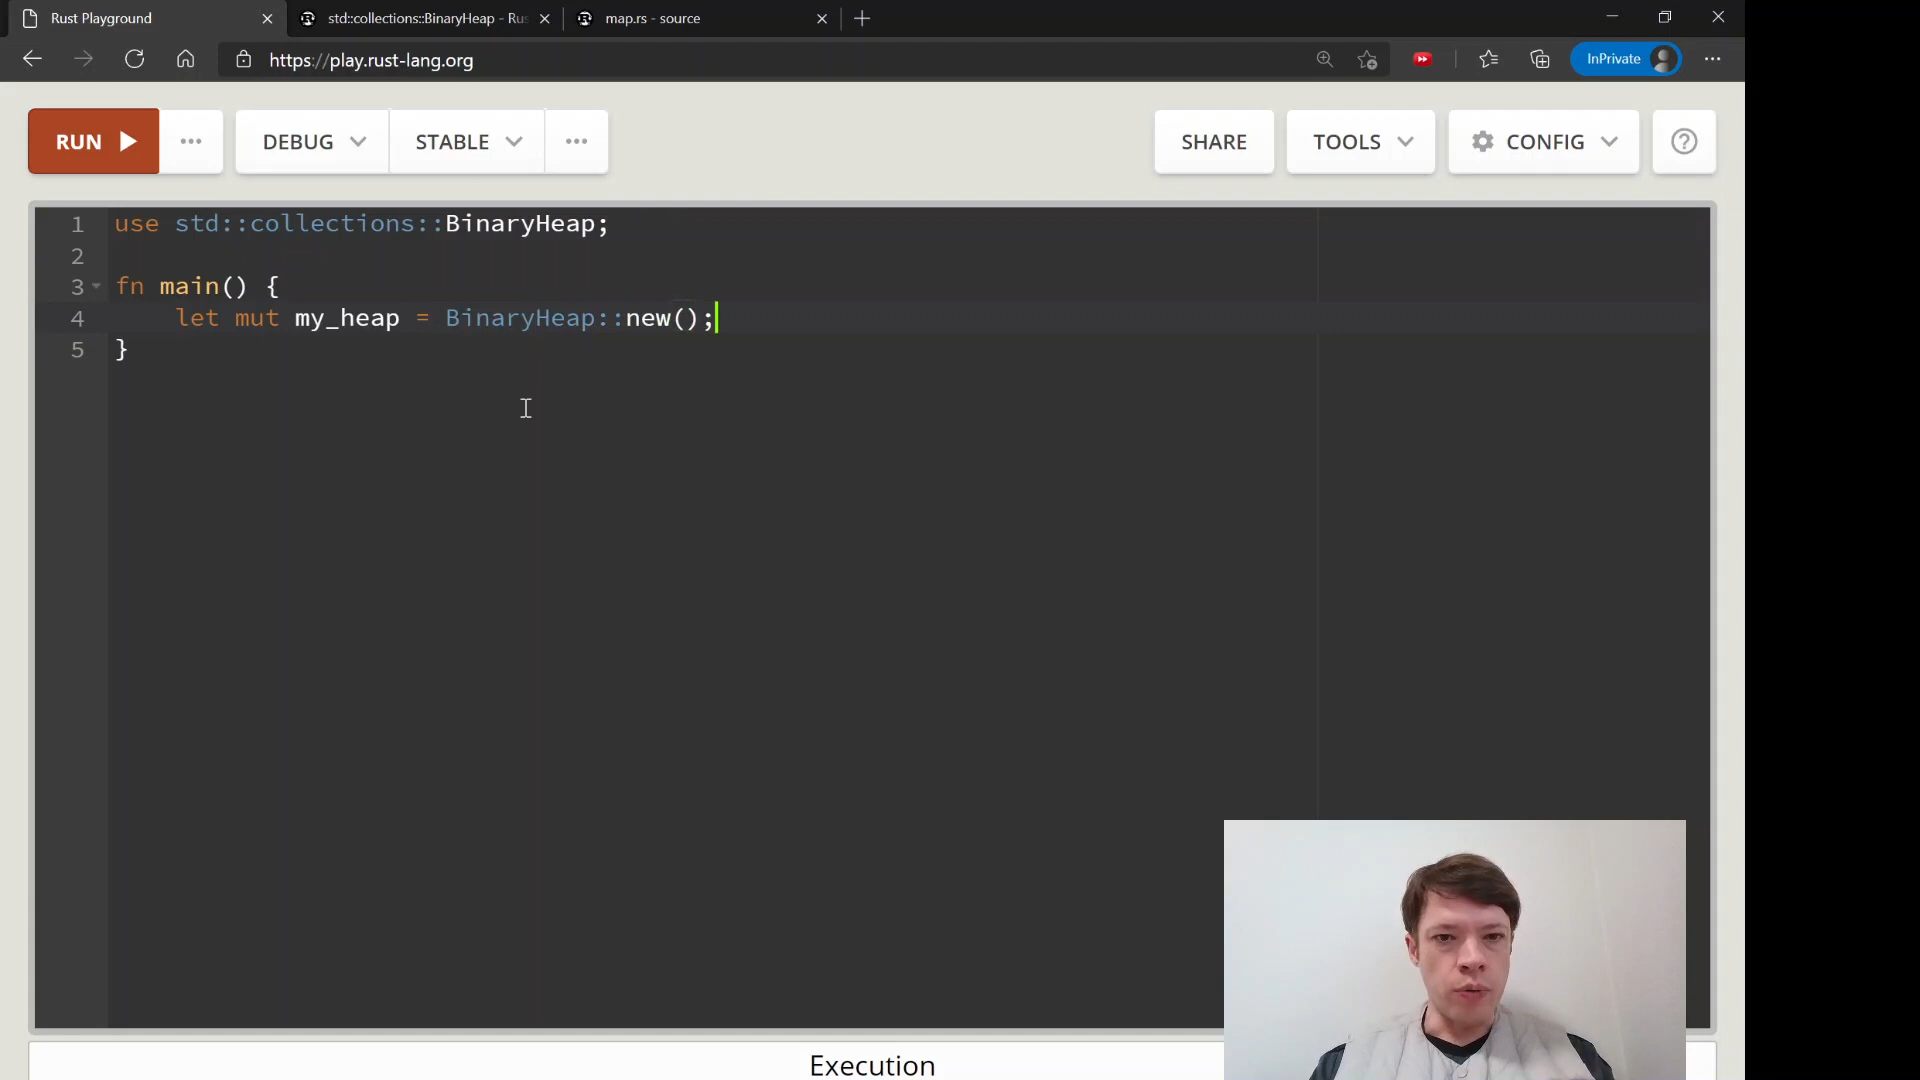 Rust Playground
std::collections::BinaryHeap - Rus
map.rs - source
https://play.rust-lang.org
InPrivate
RUN
DEBUG
STABLE
SHARE
TOOLS
CONFIG
1 use std::collections::BinaryHeap;
2
3 fn main() {
4 let mut my_heap = BinaryHeap::new();
5 }
Execution